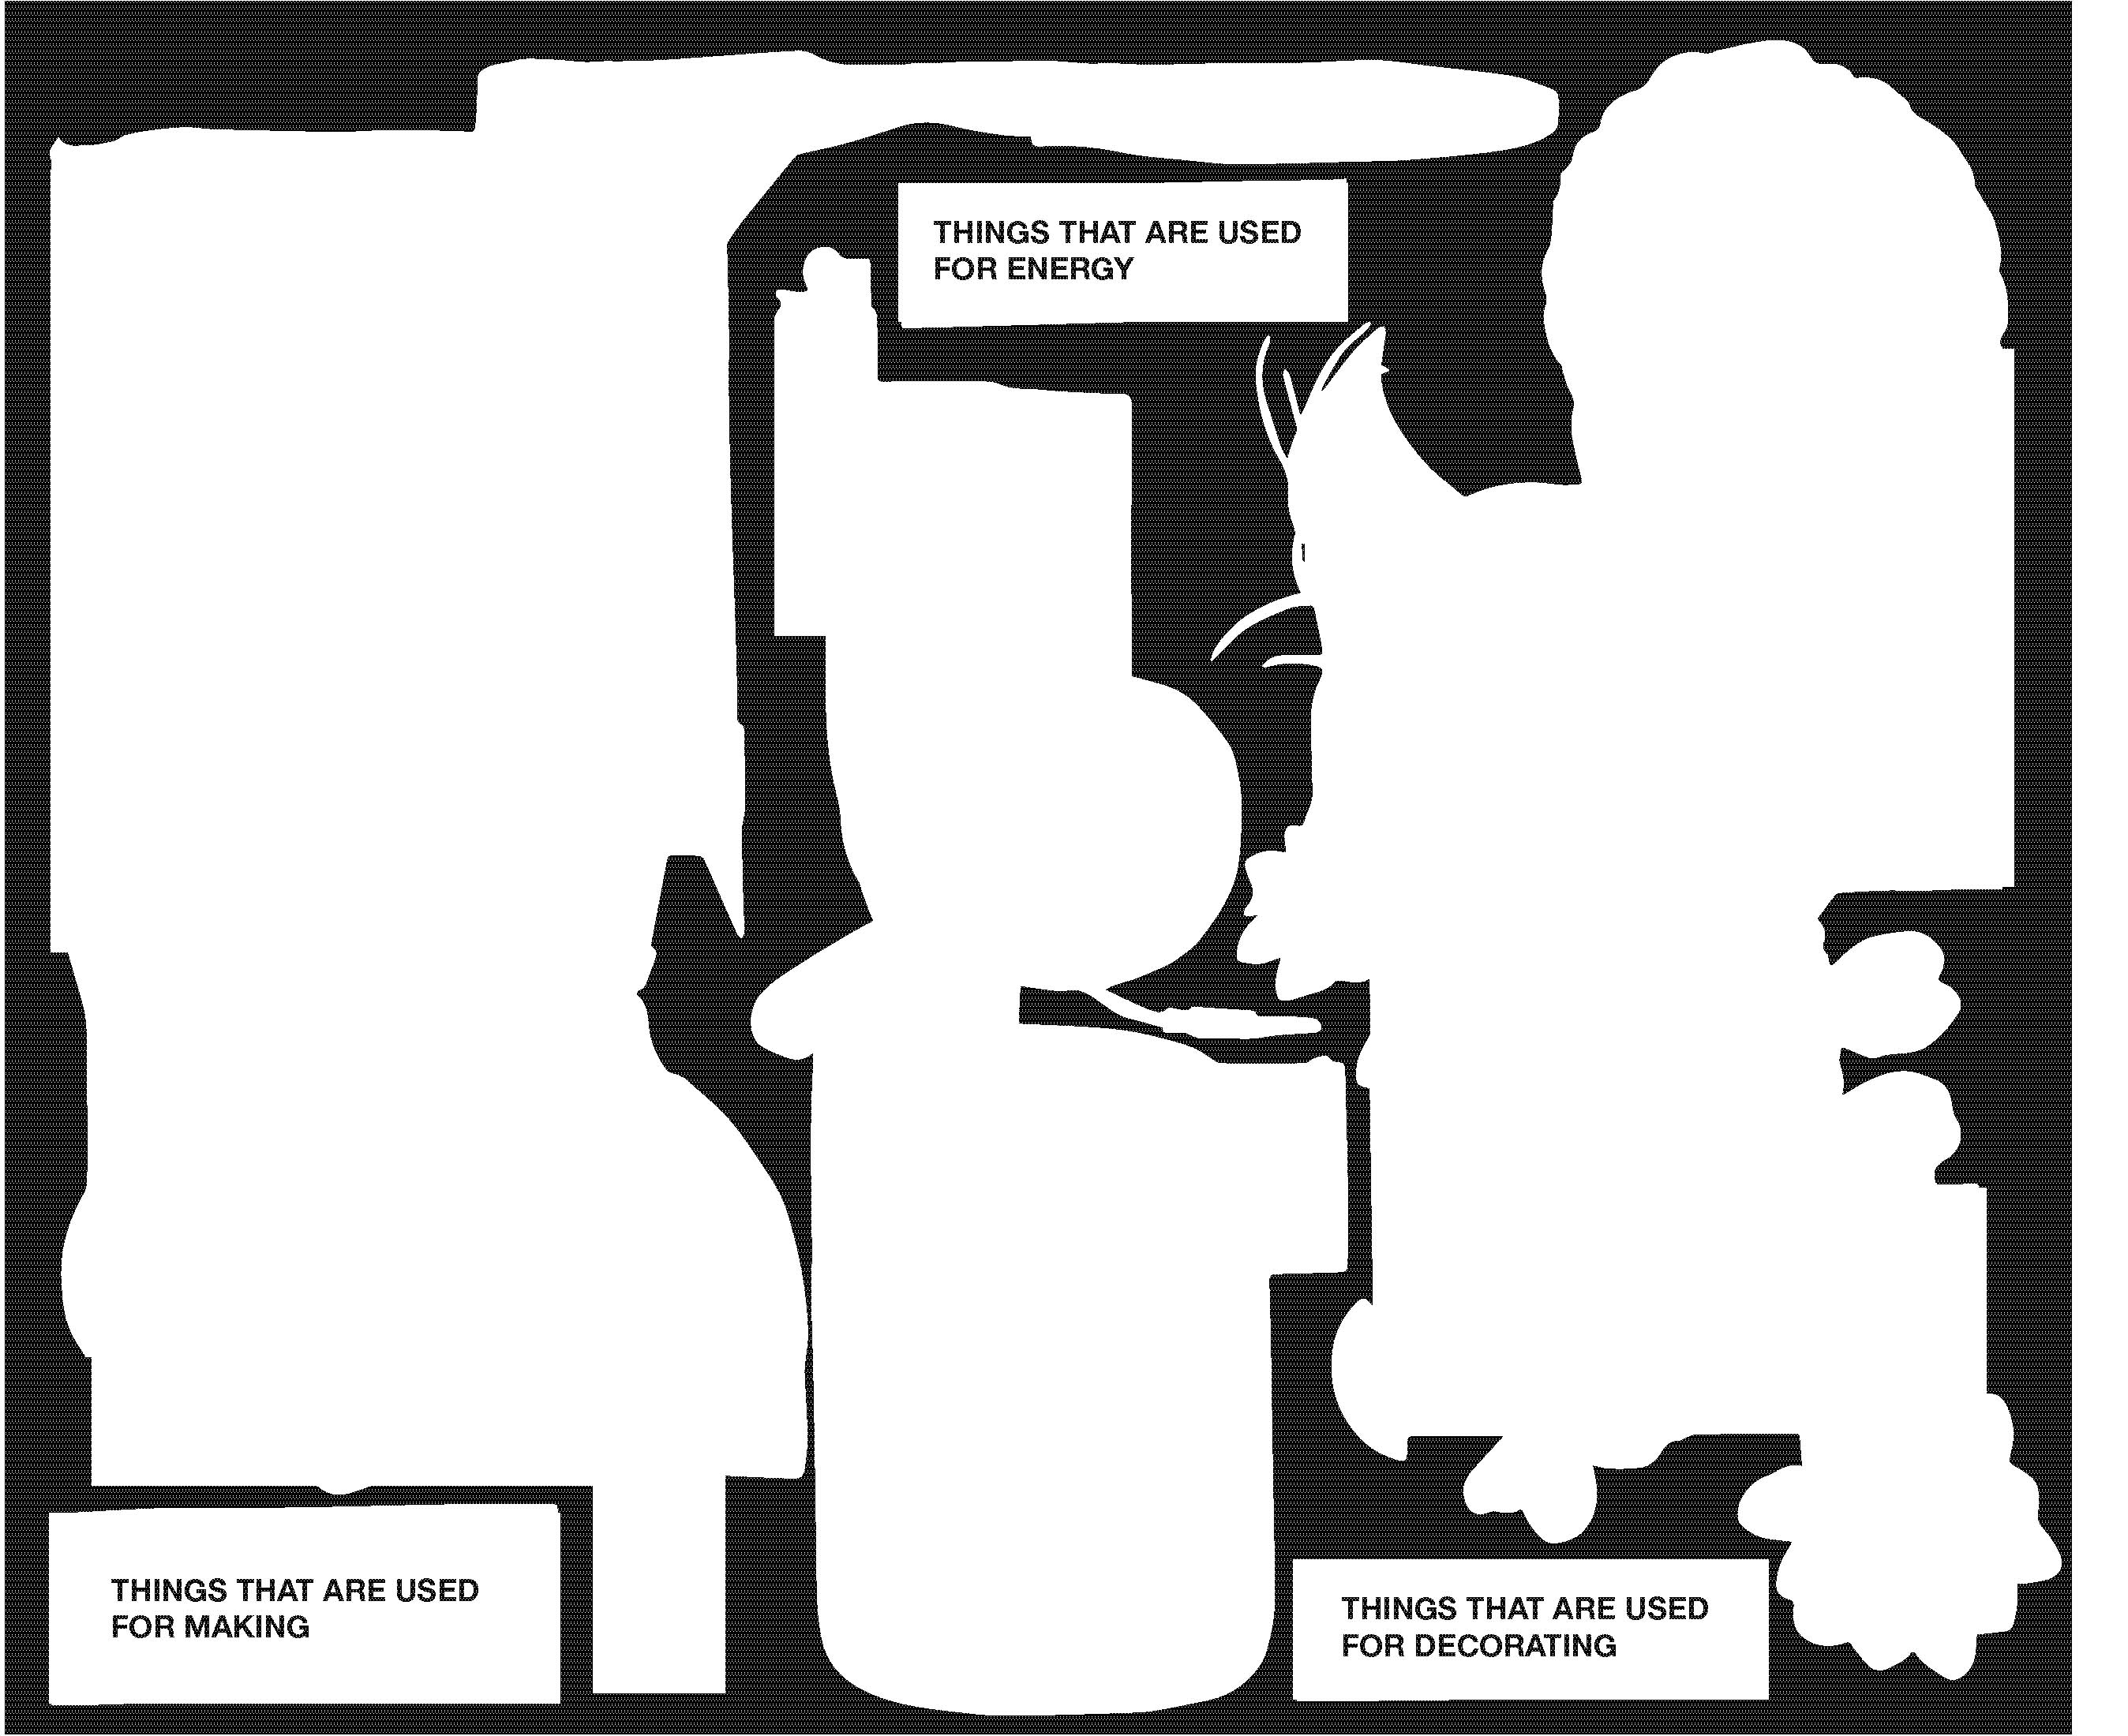 THINGS THAT ARE USED
FOR ENERGY
THINGS THAT ARE USED
FOR MAKING
THINGS THAT ARE USED
FOR DECORATING